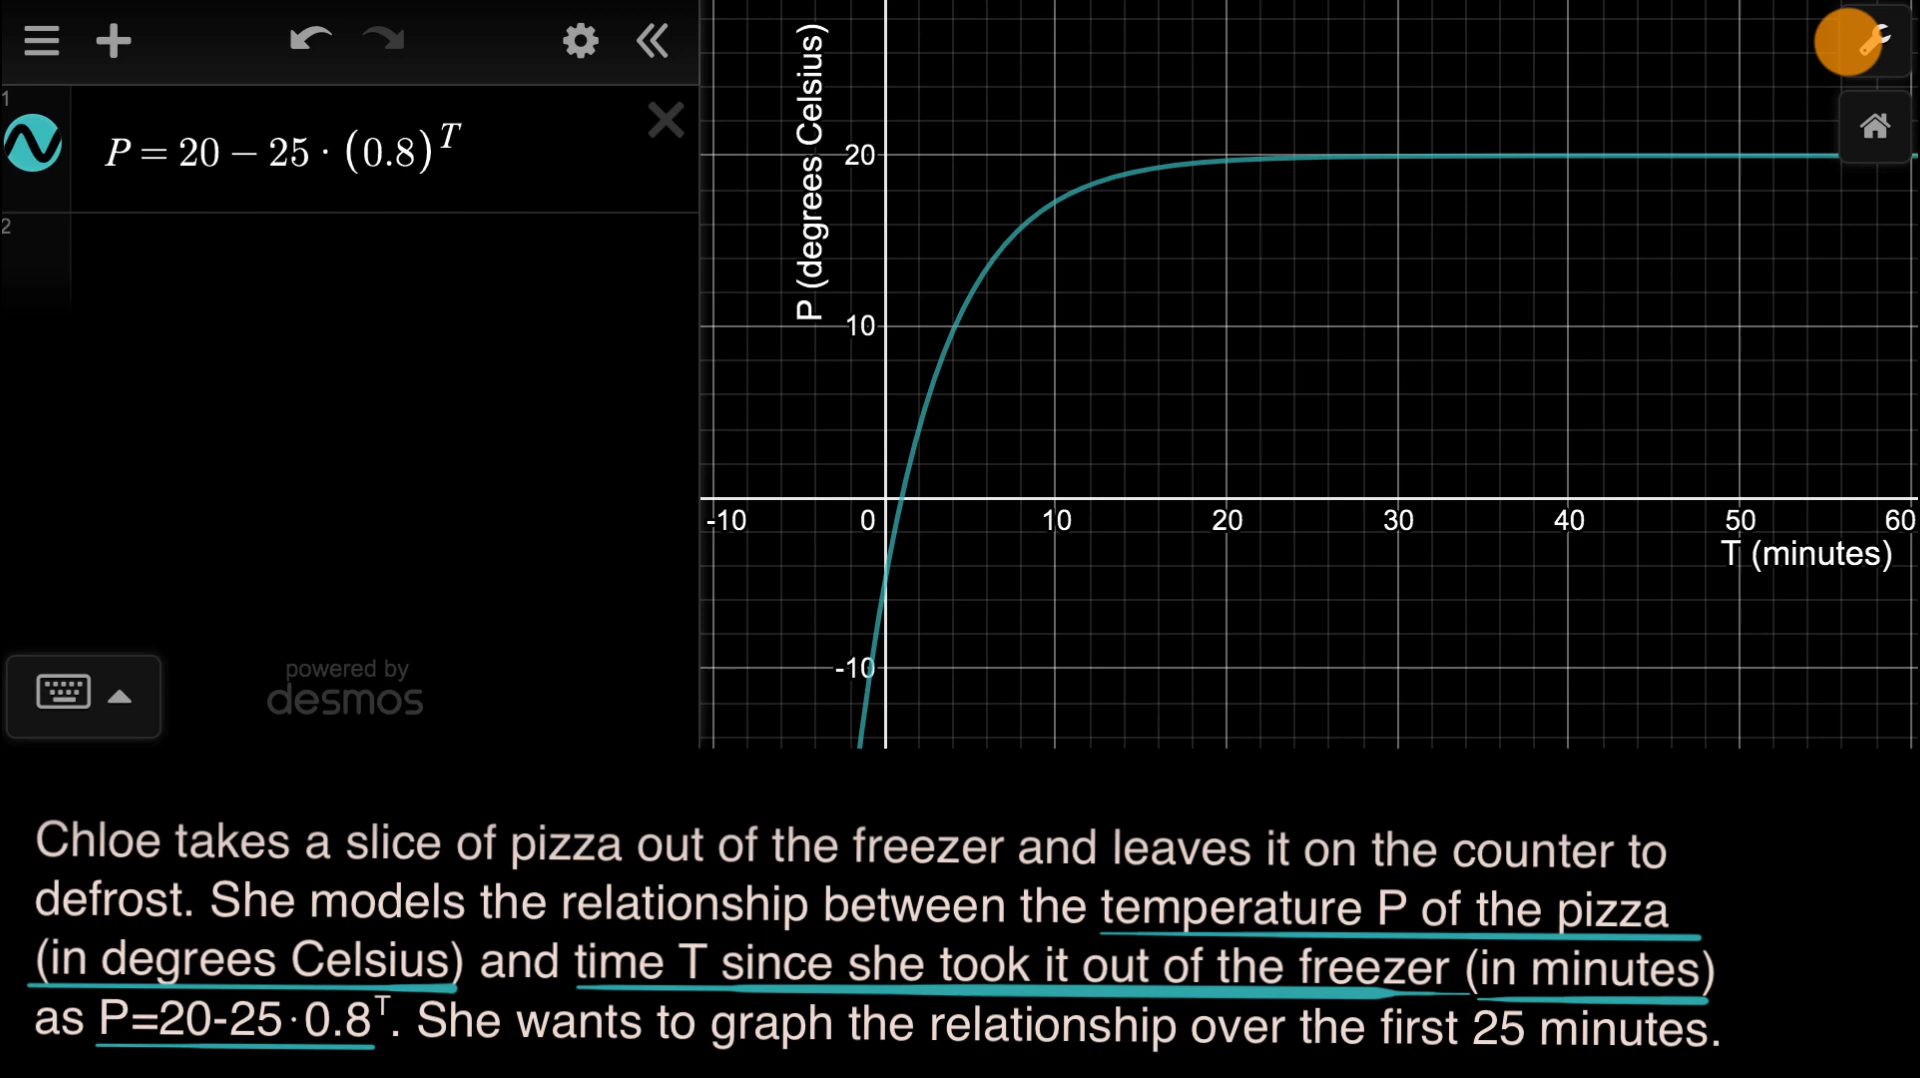 1
P = 20 − 25 · (0.8)^T
2
powered by
desmos
P (degrees Celsius)
20
10
-10
-10 0 10 20 30 40 50 60
T (minutes)
Chloe takes a slice of pizza out of the freezer and leaves it on the counter to
defrost. She models the relationship between the temperature P of the pizza
(in degrees Celsius) and time T since she took it out of the freezer (in minutes)
as P=20-25·0.8^T. She wants to graph the relationship over the first 25 minutes.